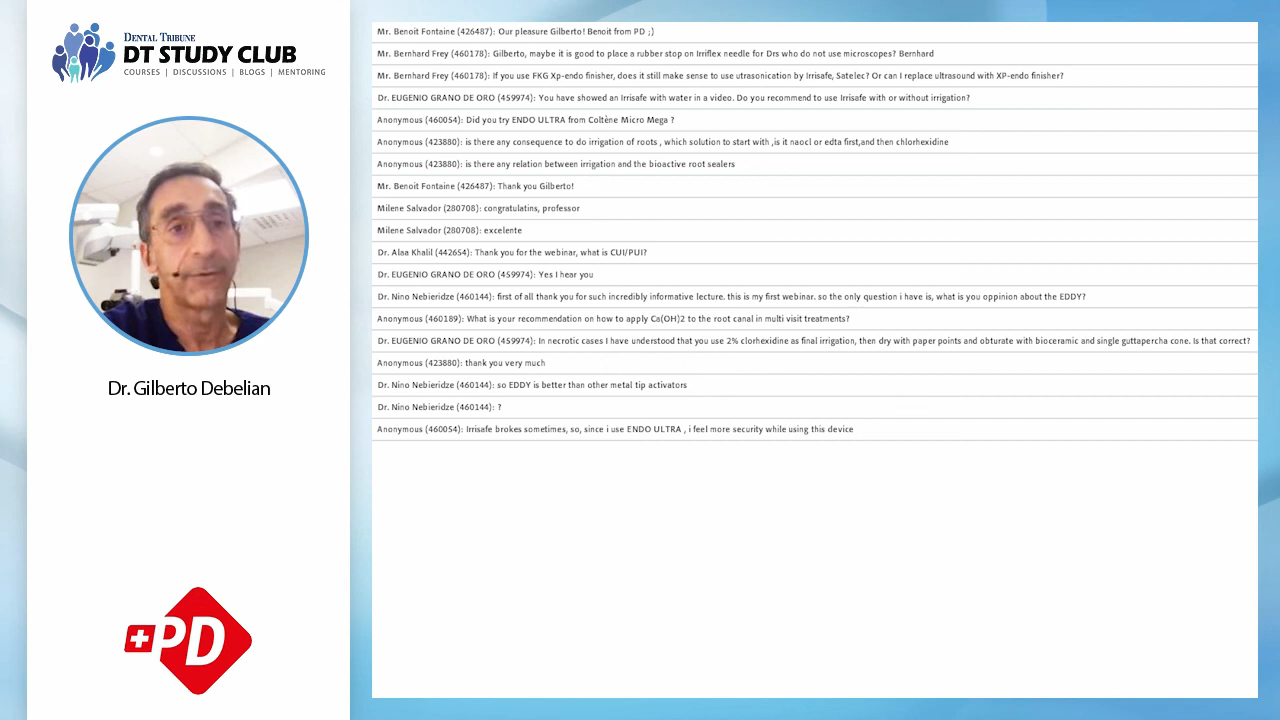 DENTAL TRIBUNE
DT STUDY CLUB
COURSES | DISCUSSIONS | BLOGS | MENTORING
Dr. Gilberto Debelian
+PD
Mr. Benoit Fontaine (426487): Our pleasure Gilberto! Benoit from PD ;)
Mr. Bernhard Frey (460178): Gilberto, maybe it is good to place a rubber stop on Irriflex needle for Drs who do not use microscopes? Bernhard
Mr. Bernhard Frey (460178): If you use FKG Xp-endo finisher, does it still make sense to use utrasonication by Irrisafe, Satelec? Or can I replace ultrasound with XP-endo finisher?
Dr. EUGENIO GRANO DE ORO (459974): You have showed an Irrisafe with water in a video. Do you recommend to use Irrisafe with or without irrigation?
Anonymous (460054): Did you try ENDO ULTRA from Coltène Micro Mega ?
Anonymous (423880): is there any consequence to do irrigation of roots , which solution to start with ,is it naocl or edta first,and then chlorhexidine
Anonymous (423880): is there any relation between irrigation and the bioactive root sealers
Mr. Benoit Fontaine (426487): Thank you Gilberto!
Milene Salvador (280708): congratulatins, professor
Milene Salvador (280708): excelente
Dr. Alaa Khalil (442654): Thank you for the webinar, what is CUI/PUI?
Dr. EUGENIO GRANO DE ORO (459974): Yes I hear you
Dr. Nino Nebieridze (460144): first of all thank you for such incredibly informative lecture. this is my first webinar. so the only question i have is, what is you oppinion about the EDDY?
Anonymous (460189): What is your recommendation on how to apply Ca(OH)2 to the root canal in multi visit treatments?
Dr. EUGENIO GRANO DE ORO (459974): In necrotic cases I have understood that you use 2% clorhexidine as final irrigation, then dry with paper points and obturate with bioceramic and single guttapercha cone. Is that correct?
Anonymous (423880): thank you very much
Dr. Nino Nebieridze (460144): so EDDY is better than other metal tip activators
Dr. Nino Nebieridze (460144): ?
Anonymous (460054): Irrisafe brokes sometimes, so, since i use ENDO ULTRA , i feel more security while using this device